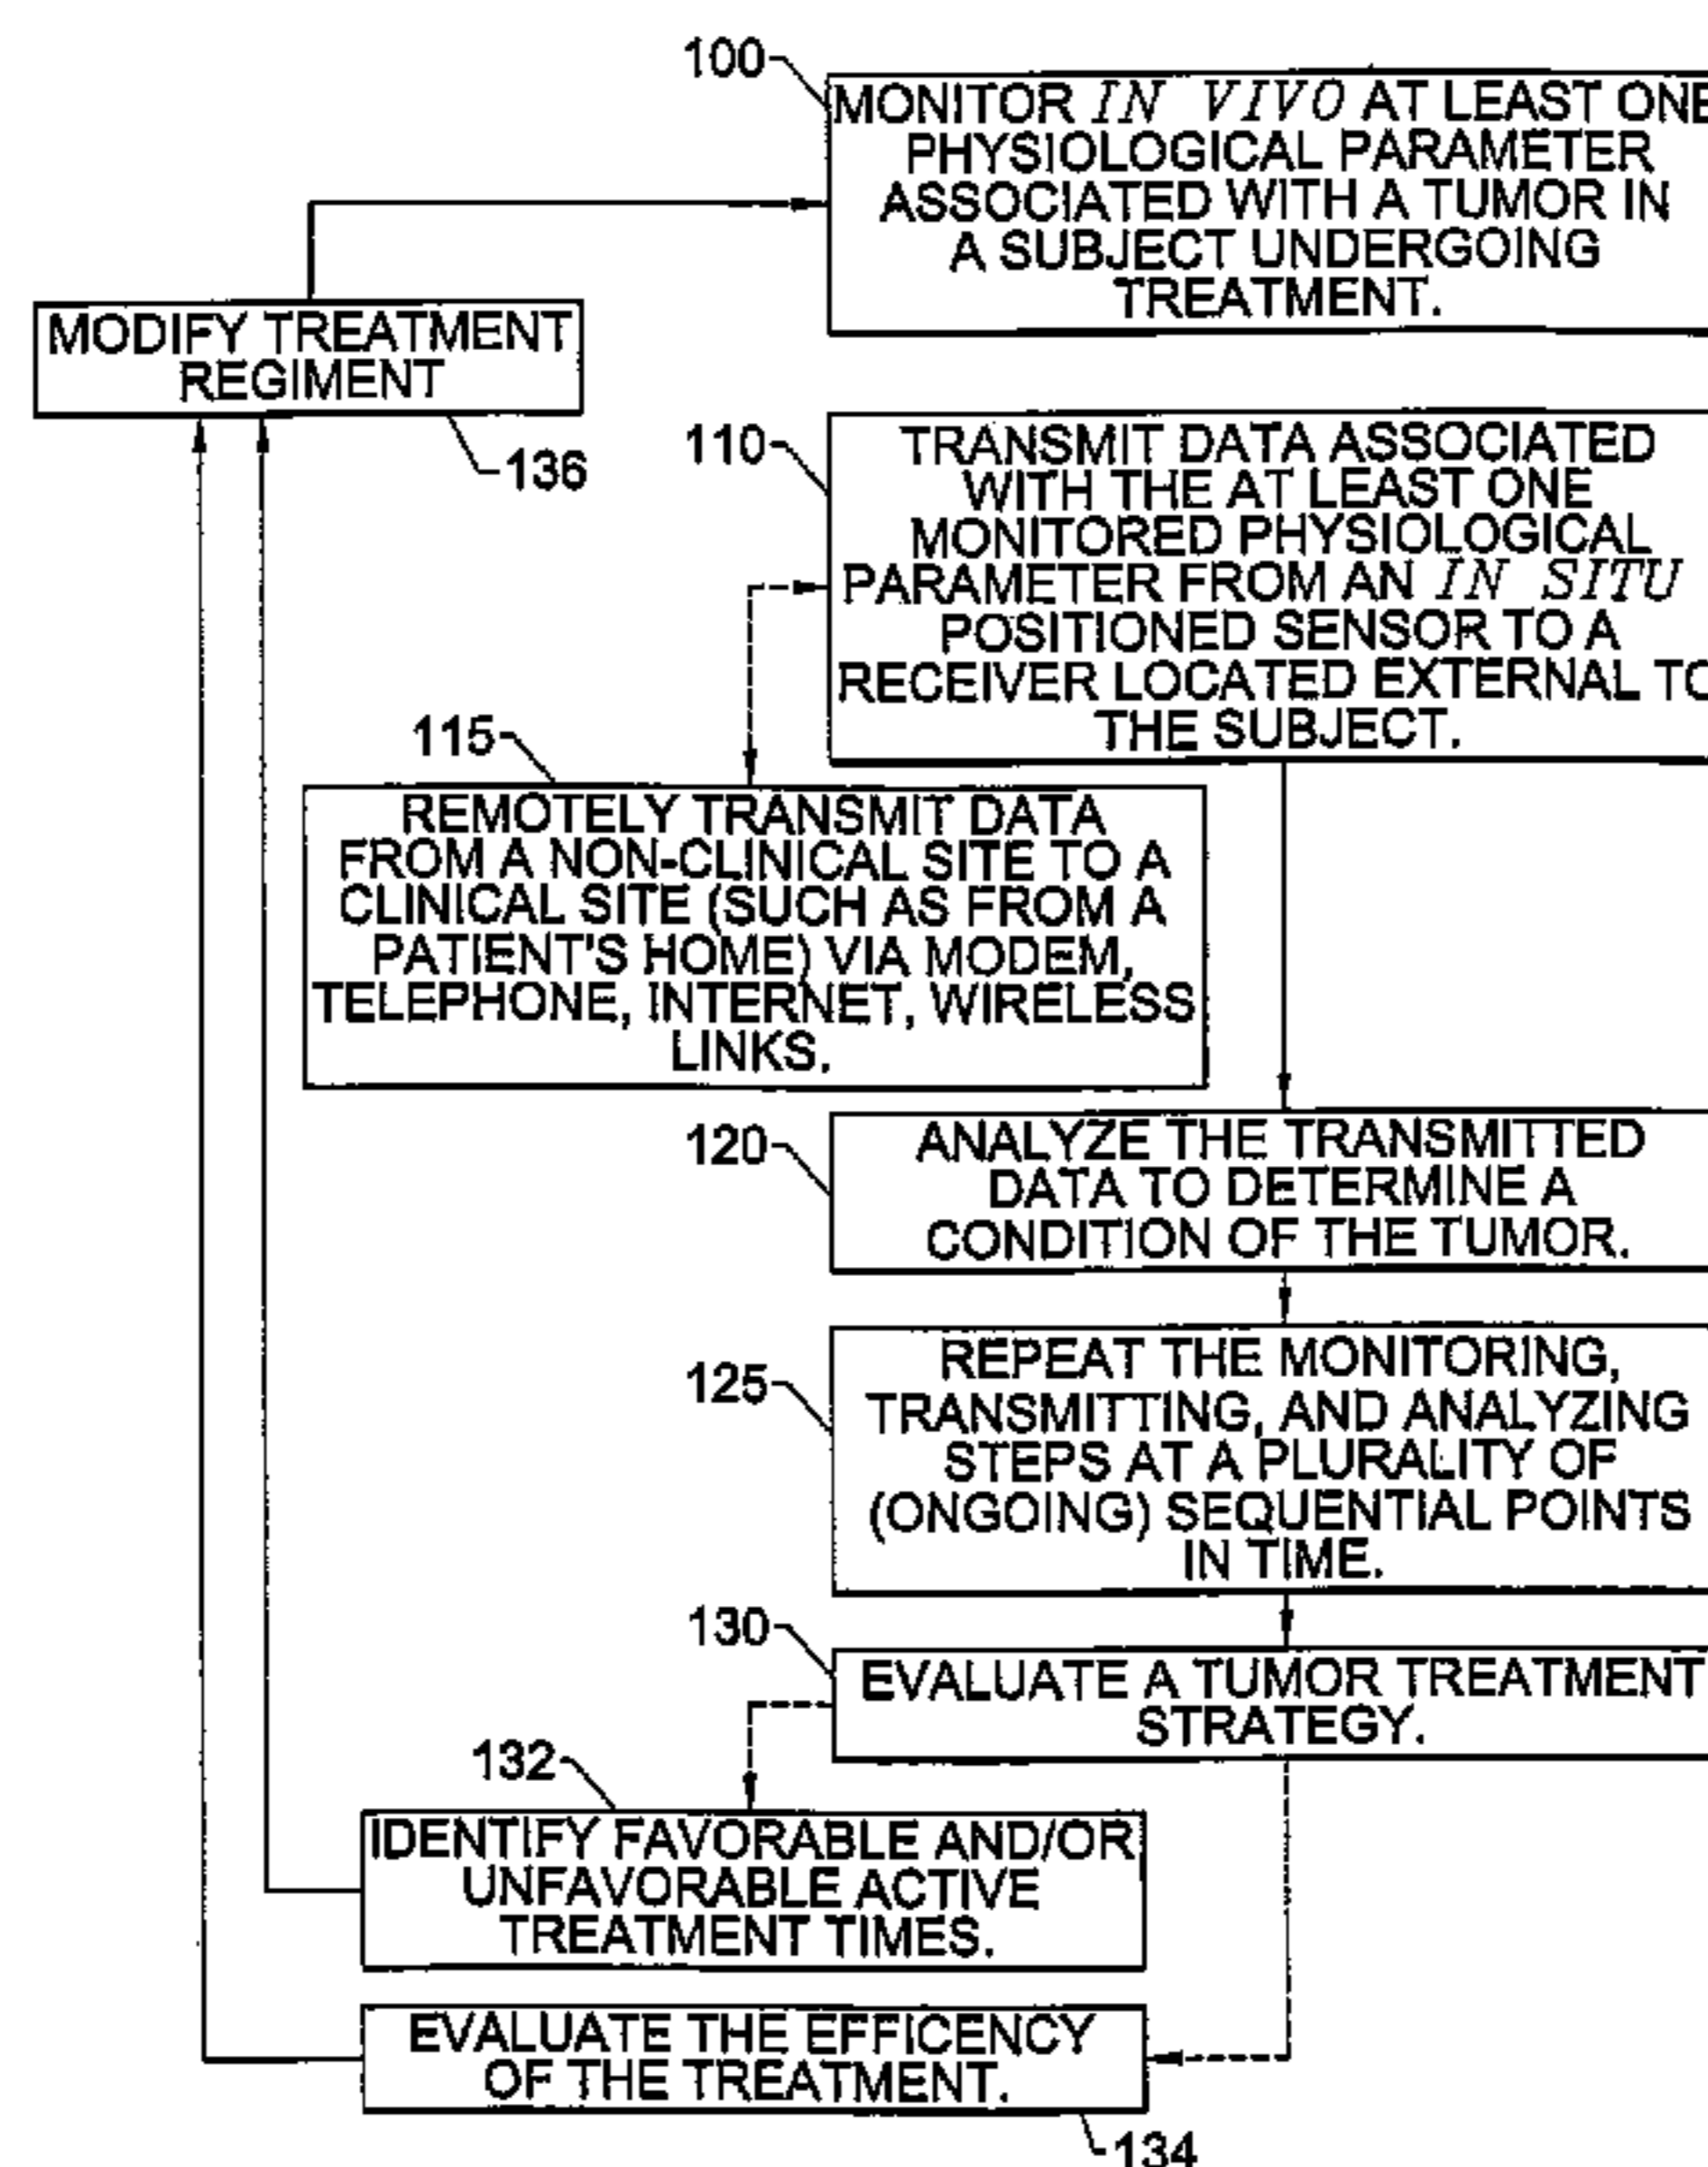 100
MONITOR IN VIVO AT LEAST ONE
PHYSIOLOGICAL PARAMETER
ASSOCIATED WITH A TUMOR IN
A SUBJECT UNDERGOING
TREATMENT.
MODIFY TREATMENT
REGIMENT
136
110
TRANSMIT DATA ASSOCIATED
WITH THE AT LEAST ONE
MONITORED PHYSIOLOGICAL
PARAMETER FROM AN IN SITU
POSITIONED SENSOR TO A
RECEIVER LOCATED EXTERNAL TO
THE SUBJECT.
115
REMOTELY TRANSMIT DATA
FROM A NON-CLINICAL SITE TO A
CLINICAL SITE (SUCH AS FROM A
PATIENT'S HOME) VIA MODEM,
TELEPHONE, INTERNET, WIRELESS
LINKS.
120
ANALYZE THE TRANSMITTED
DATA TO DETERMINE A
CONDITION OF THE TUMOR.
125
REPEAT THE MONITORING,
TRANSMITTING, AND ANALYZING
STEPS AT A PLURALITY OF
(ONGOING) SEQUENTIAL POINTS
IN TIME.
130
EVALUATE A TUMOR TREATMENT
STRATEGY.
132
IDENTIFY FAVORABLE AND/OR
UNFAVORABLE ACTIVE
TREATMENT TIMES.
EVALUATE THE EFFICENCY
OF THE TREATMENT.
134